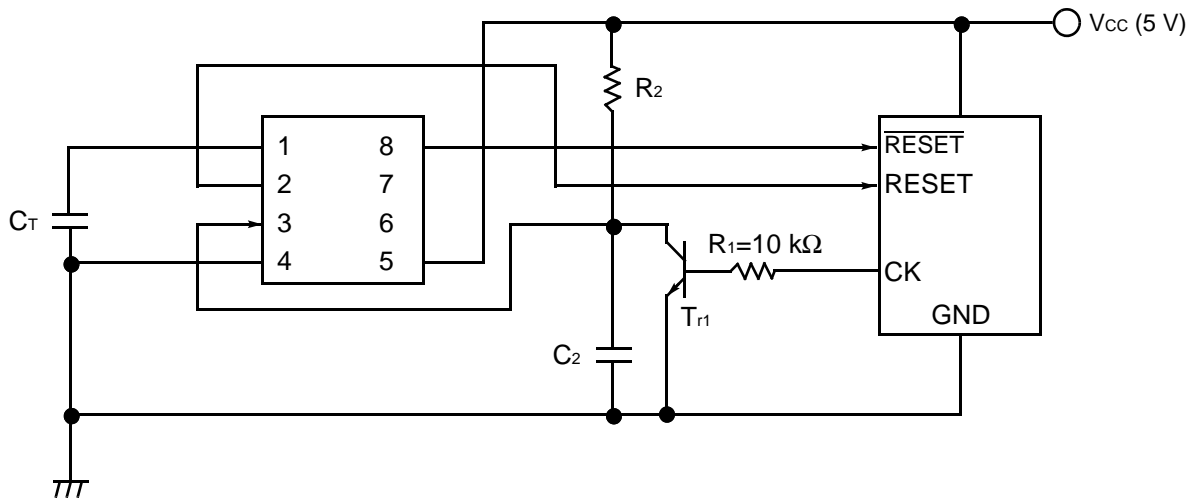 VCC (5 V)
R2
1 8
2 7
3 6
4 5
CT
RESET
RESET
R1=10 kΩ
CK
Tr1
GND
C2